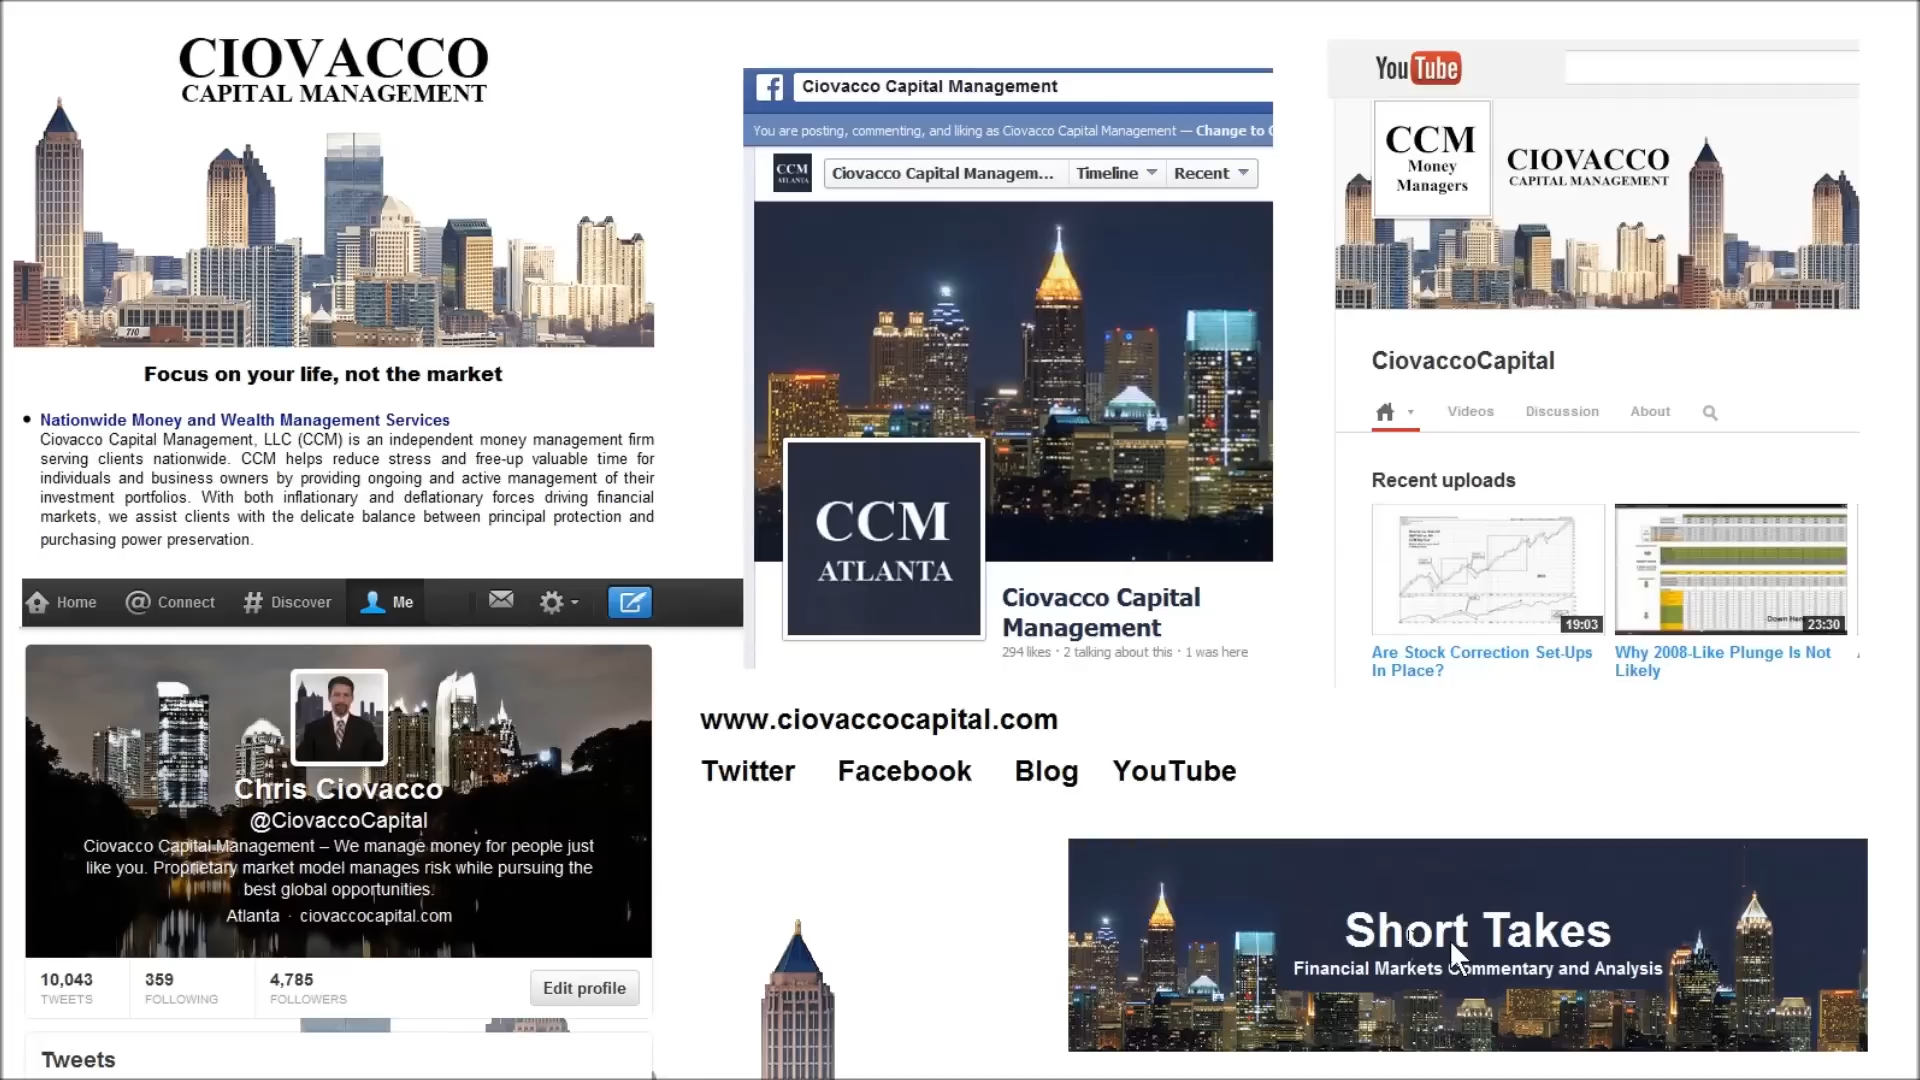 CIOVACCO
CAPITAL MANAGEMENT
710
Focus on your life, not the market
• Nationwide Money and Wealth Management Services
Ciovacco Capital Management, LLC (CCM) is an independent money management firm
serving clients nationwide. CCM helps reduce stress and free-up valuable time for
individuals and business owners by providing ongoing and active management of their
investment portfolios. With both inflationary and deflationary forces driving financial
markets, we assist clients with the delicate balance between principal protection and
purchasing power preservation.
Home Connect Discover Me
Chris Ciovacco
@CiovaccoCapital
Ciovacco Capital Management – We manage money for people just
like you. Proprietary market model manages risk while pursuing the
best global opportunities.
Atlanta · ciovaccocapital.com
10,043 359 4,785
TWEETS FOLLOWING FOLLOWERS
Edit profile
Tweets
Ciovacco Capital Management
You are posting, commenting, and liking as Ciovacco Capital Management — Change to
CCM
ATLANTA
Ciovacco Capital Managem... Timeline Recent
CCM
ATLANTA
Ciovacco Capital
Management
294 likes · 2 talking about this · 1 was here
YouTube
CCM
Money
Managers
CIOVACCO
CAPITAL MANAGEMENT
710
CiovaccoCapital
Videos Discussion About
Recent uploads
19:03 23:30
Are Stock Correction Set-Ups
In Place?
Why 2008-Like Plunge Is Not
Likely
www.ciovaccocapital.com
Twitter Facebook Blog YouTube
Short Takes
Financial Markets Commentary and Analysis